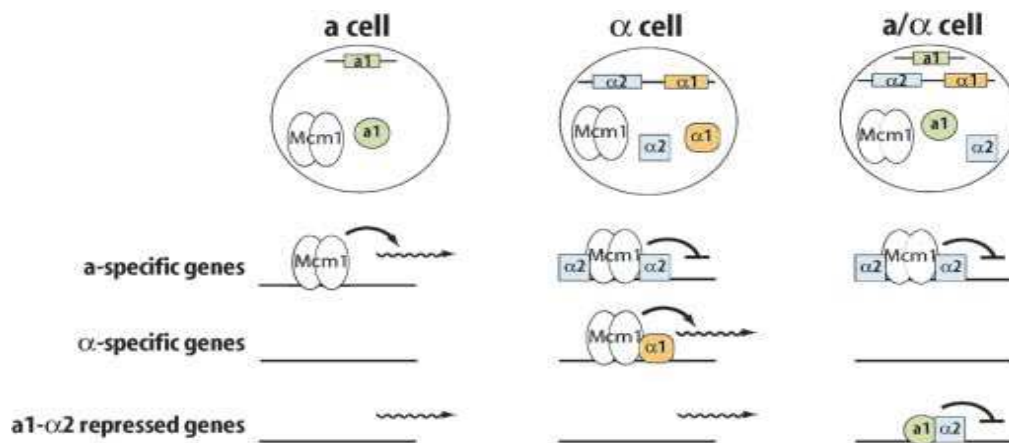 a cell α cell a/α cell
a1
α2 α1
a1
α2 α1
Mcm1 a1
Mcm1 α2 α1
Mcm1 a1 α2
a-specific genes Mcm1 α2 Mcm1 α2 α2 Mcm1 α2
α-specific genes Mcm1 α1
a1-α2 repressed genes a1 α2